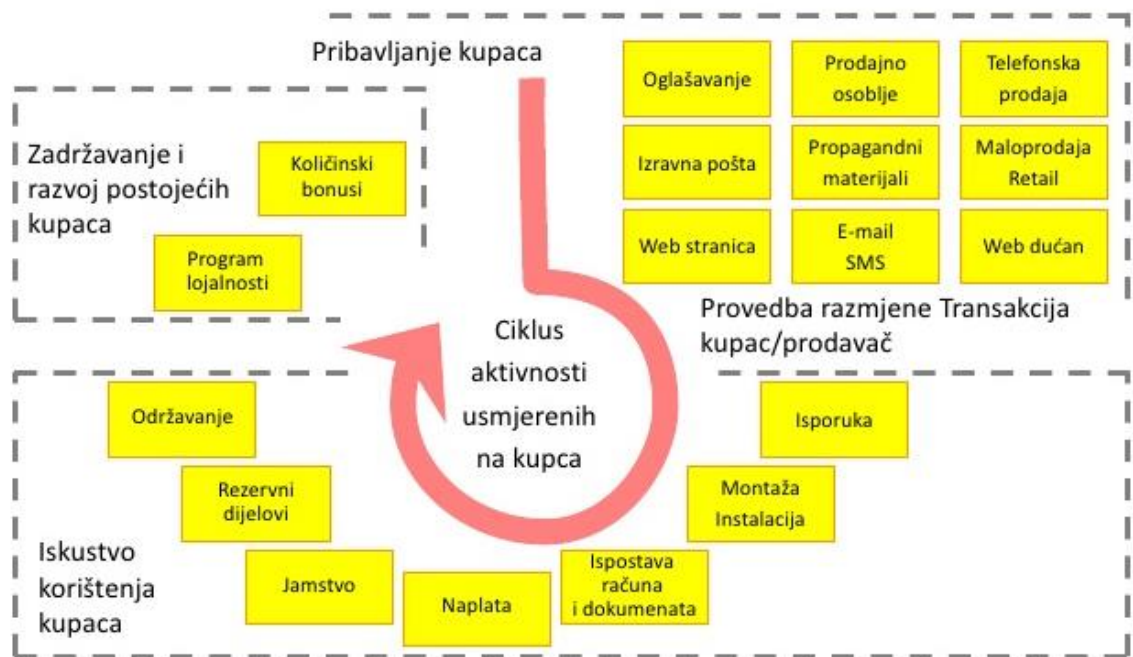 Pribavljanje kupaca
Oglašavanje
Prodajno
osoblje
Telefonska
prodaja
Izravna pošta
Propagandni
materijali
Maloprodaja
Retail
Web stranica
E-mail
SMS
Web dućan
Provedba razmjene Transakcija
kupac/prodavač
Zadržavanje i
razvoj postojećih
kupaca
Količinski
bonusi
Program
lojalnosti
Ciklus
aktivnosti
usmjerenih
na kupca
Održavanje
Rezervni
dijelovi
Jamstvo
Naplata
Ispostava
računa
i dokumenata
Montaža
Instalacija
Isporuka
Iskustvo
korištenja
kupaca